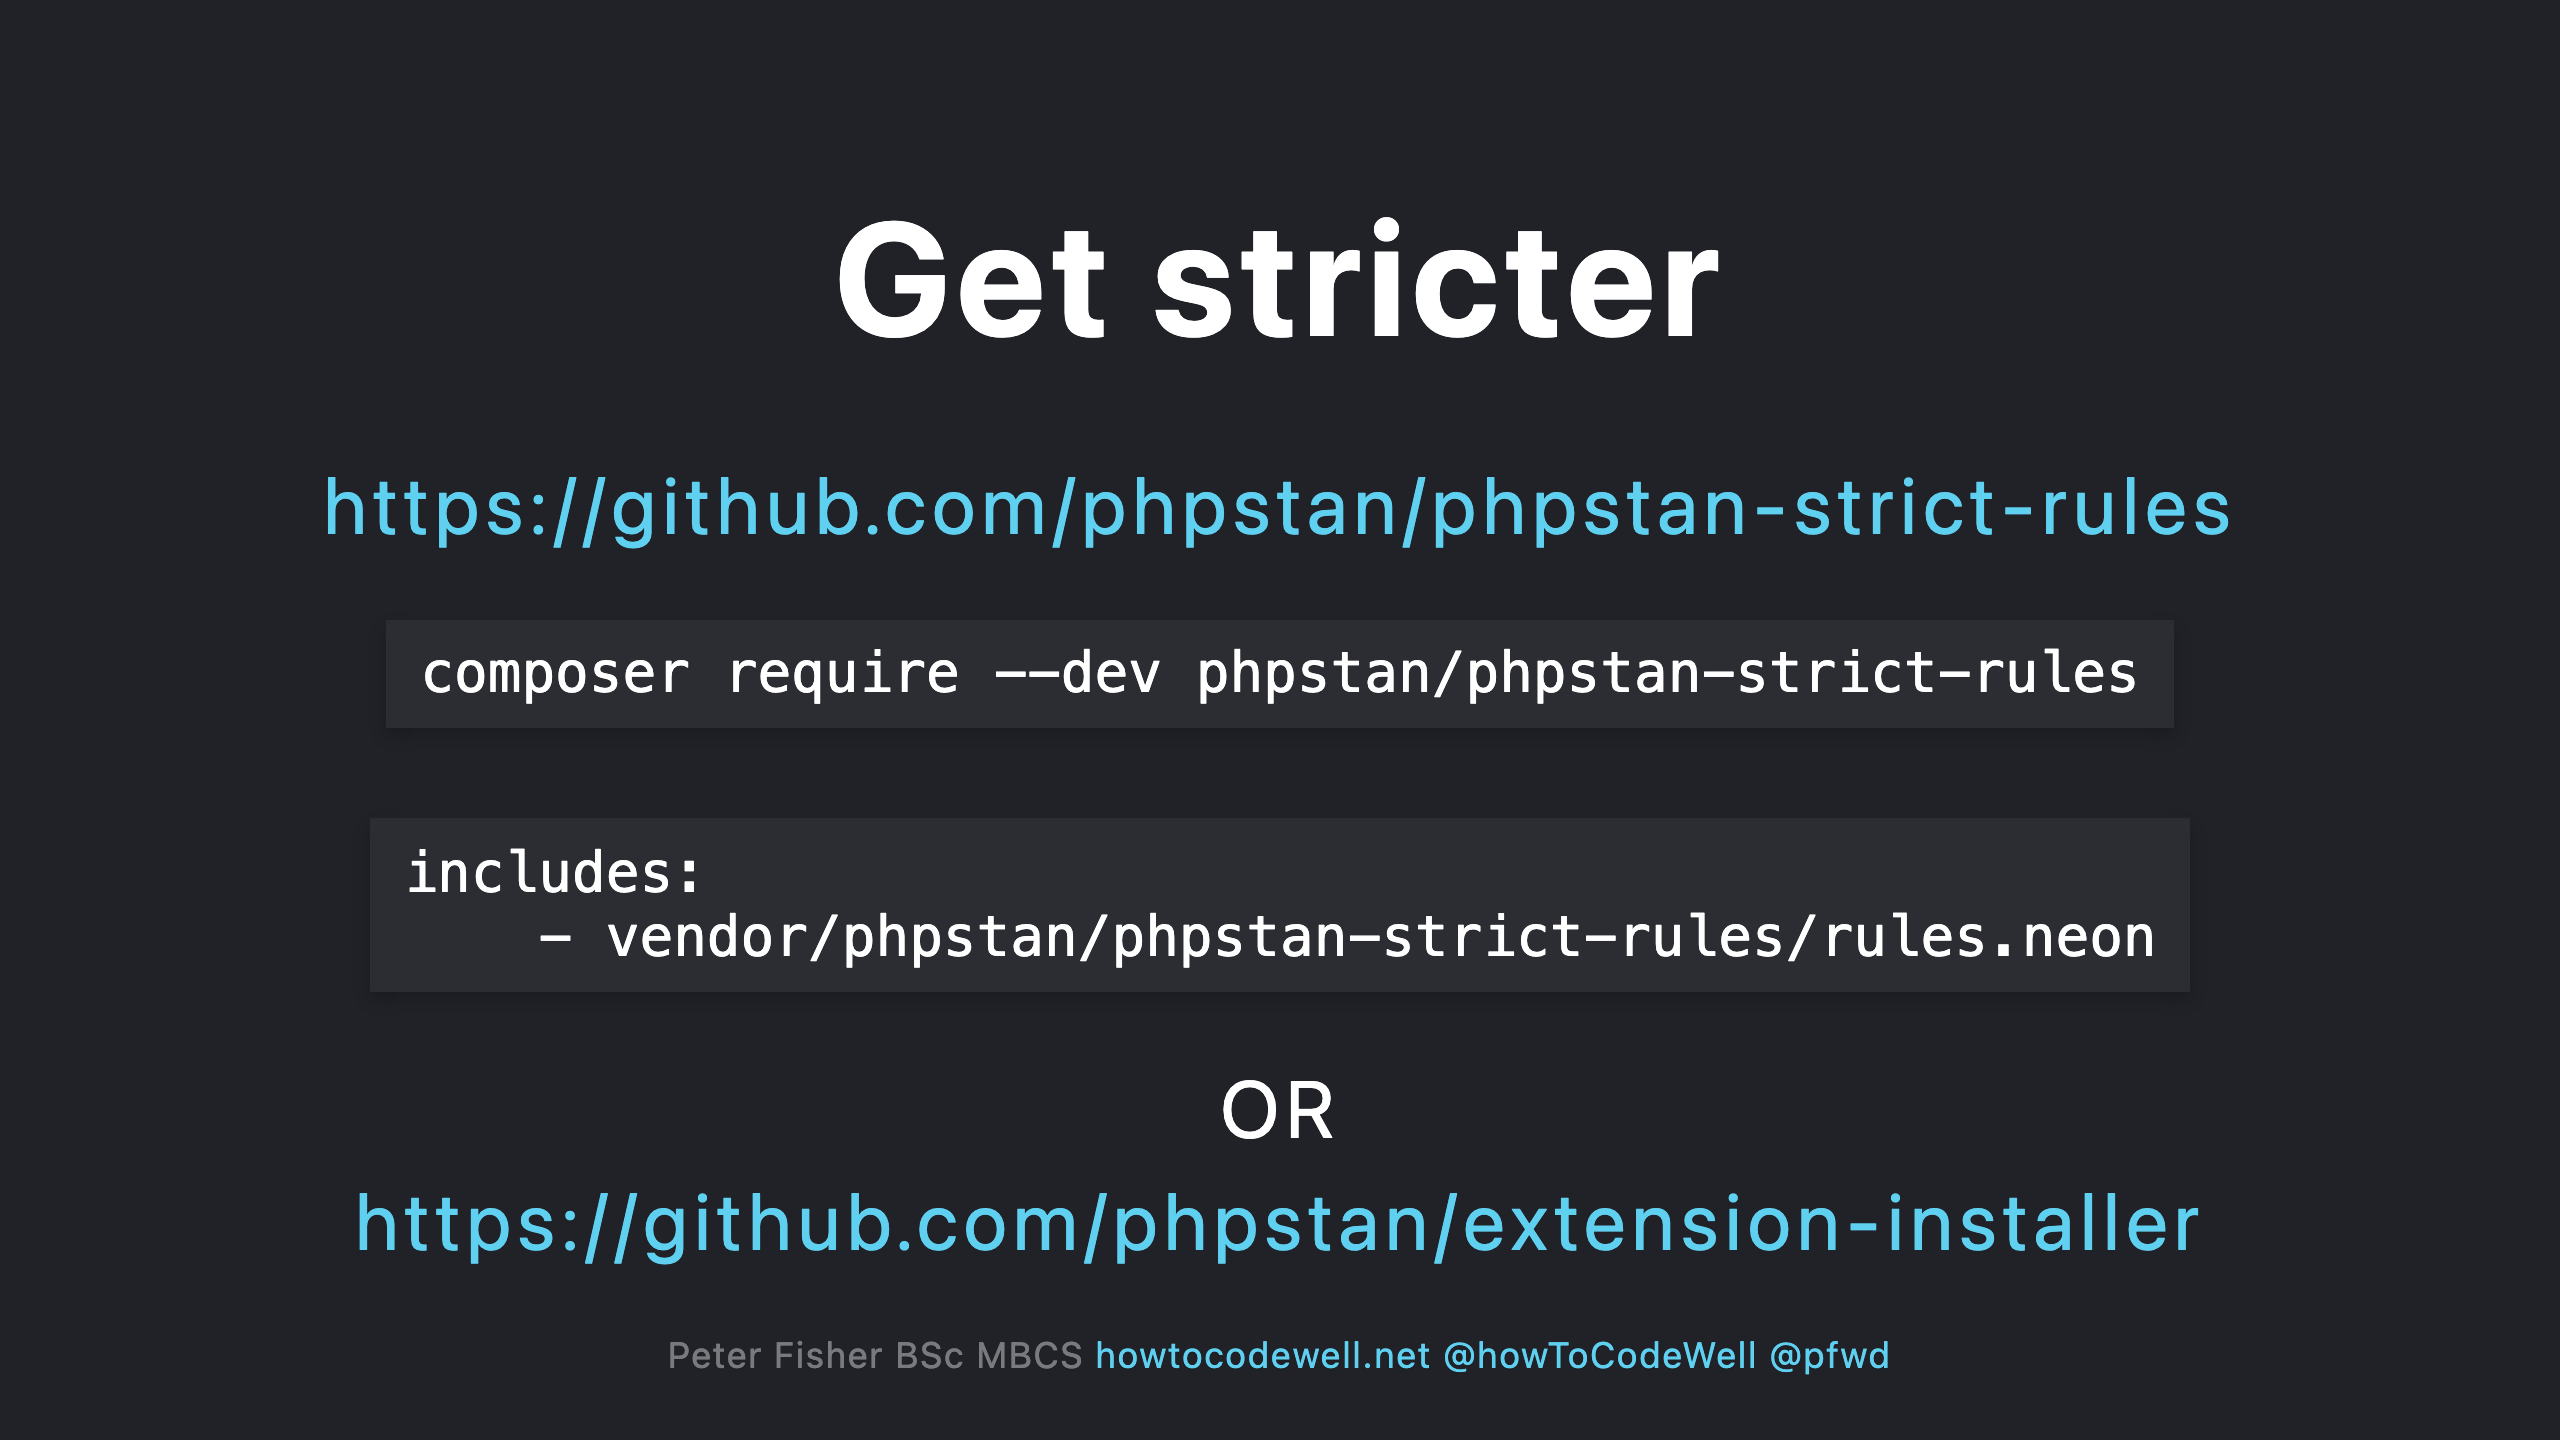 Get stricter
https://github.com/phpstan/phpstan-strict-rules
composer require --dev phpstan/phpstan-strict-rules
includes:
    - vendor/phpstan/phpstan-strict-rules/rules.neon
OR
https://github.com/phpstan/extension-installer
Peter Fisher BSc MBCS howtocodewell.net @howToCodeWell @pfwd